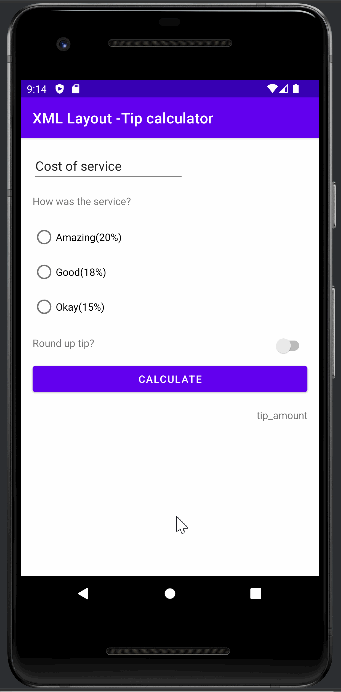 9:14
XML Layout -Tip calculator
Cost of service
How was the service?
Amazing(20%)
Good(18%)
Okay(15%)
Round up tip?
CALCULATE
tip_amount